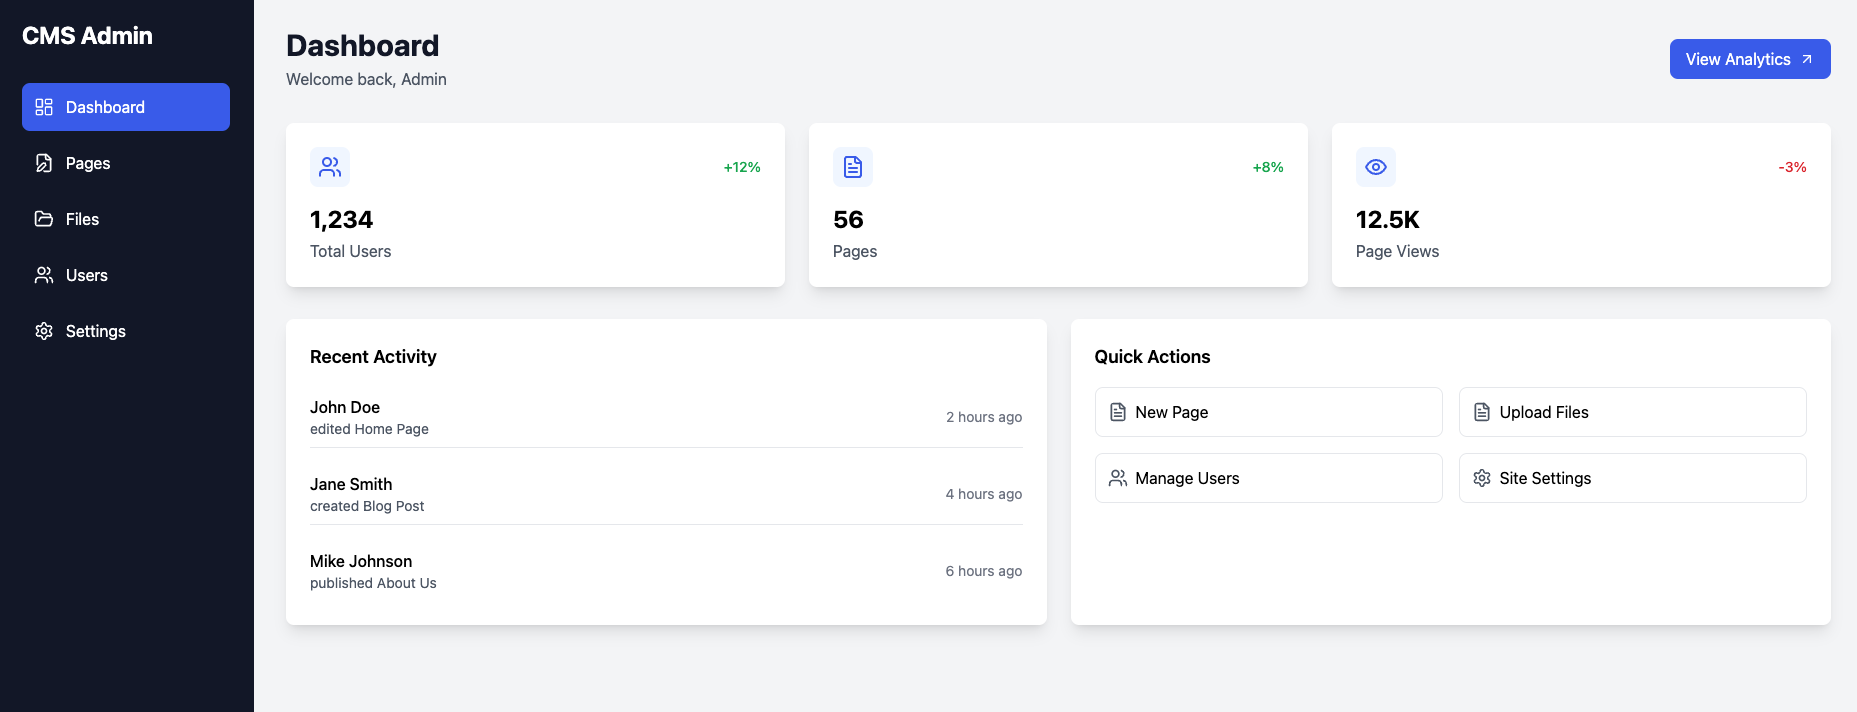 CMS Admin
Dashboard
Pages
Files
Users
Settings
Dashboard
Welcome back, Admin
View Analytics
+12%
1,234
Total Users
+8%
56
Pages
-3%
12.5K
Page Views
Recent Activity
John Doe
edited Home Page
2 hours ago
Jane Smith
created Blog Post
4 hours ago
Mike Johnson
published About Us
6 hours ago
Quick Actions
New Page
Upload Files
Manage Users
Site Settings